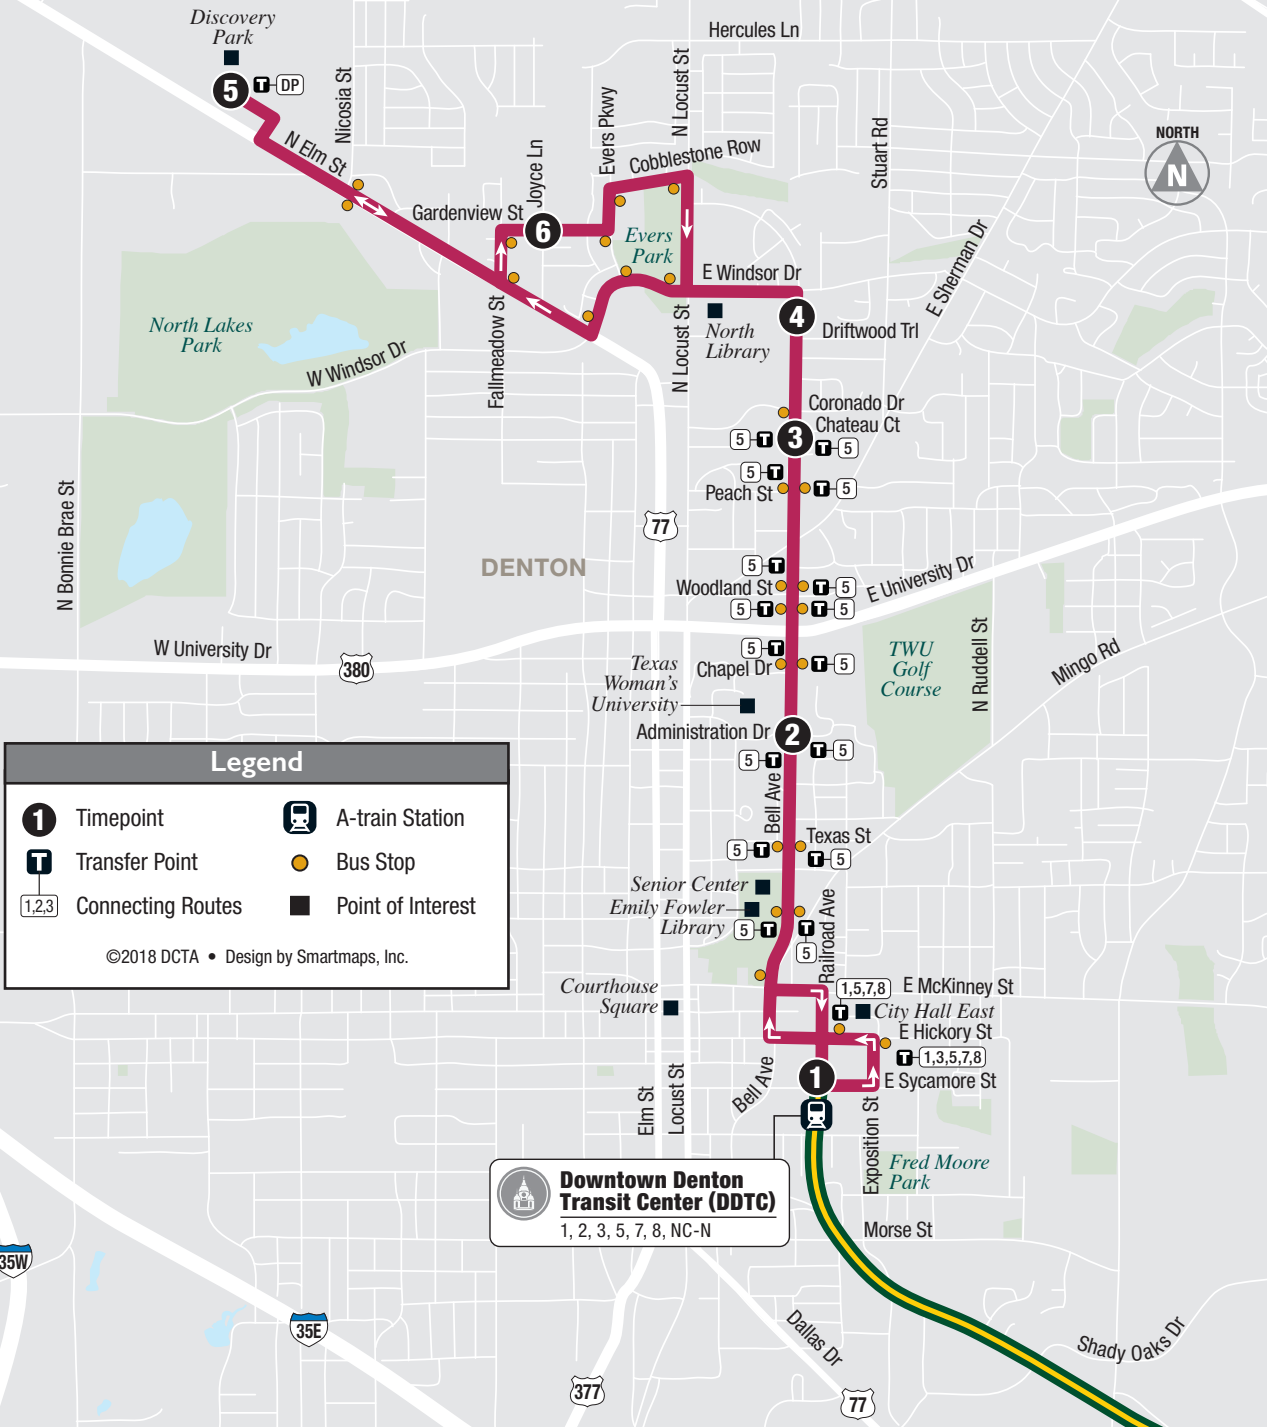 Discovery
Park
5
T
DP
Nicosia St
N Elm St
Hercules Ln
N Locust St
Evers Pkwy
Cobblestone Row
Joyce Ln
Stuart Rd
NORTH
N
Gardenview St
6
Evers
Park
E Windsor Dr
E Sherman Dr
4
Driftwood Trl
North
Library
N Locust St
Fallmeadow St
North Lakes
Park
W Windsor Dr
Coronado Dr
Chateau Ct
5 T
3
T 5
5 T
Peach St
T 5
N Bonnie Brae St
77
DENTON
5 T
Woodland St
T 5
5 T
T 5
E University Dr
W University Dr
380
5 T
Chapel Dr
T 5
Texas
Woman's
University
TWU
Golf
Course
N Ruddell St
Mingo Rd
Administration Dr
2
T 5
5 T
Bell Ave
Texas St
5 T
T 5
Senior Center
Emily Fowler
Library
5 T
T
5
Railroad Ave
Courthouse
Square
1,5,7,8
T
E McKinney St
City Hall East
E Hickory St
T 1,3,5,7,8
1
E Sycamore St
Bell Ave
Elm St
Locust St
Exposition St
Fred Moore
Park
Morse St
Downtown Denton
Transit Center (DDTC)
1, 2, 3, 5, 7, 8, NC-N
35W
35E
377
77
Dallas Dr
Shady Oaks Dr
Legend
1 Timepoint
A-train Station
T Transfer Point
Bus Stop
1,2,3 Connecting Routes
Point of Interest
©2018 DCTA • Design by Smartmaps, Inc.